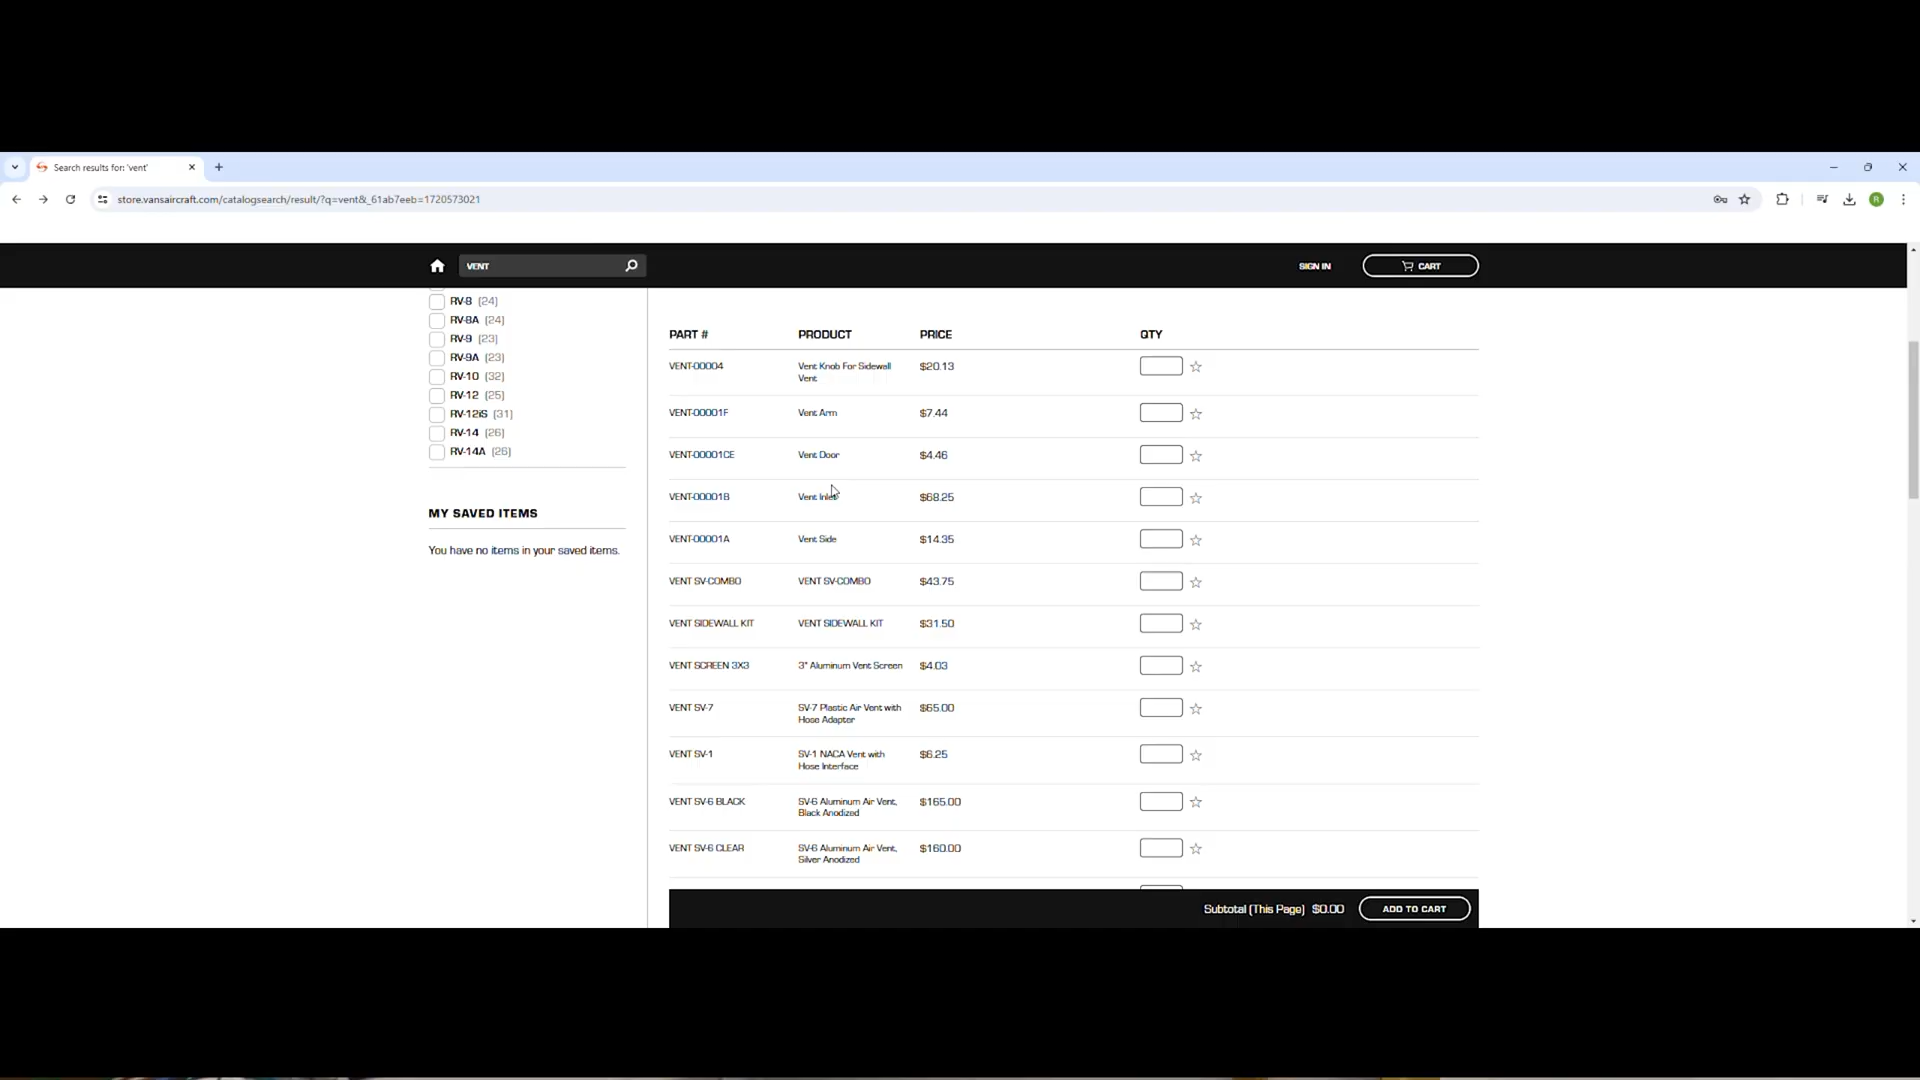 Search results for: 'vent'
store.vansaircraft.com/catalogsearch/result/?q=vent&_61ab7eeb=1720573021
R
VENT
SIGN IN
CART
RV-8 (24)
RV-8A (24)
RV-9 (23)
RV-9A (23)
RV-10 (32)
RV-12 (25)
RV-12iS (31)
RV-14 (26)
RV-14A (26)
MY SAVED ITEMS
You have no items in your saved items.
PART # PRODUCT PRICE QTY
VENT-00004 Vent Knob For Sidewall $20.13
Vent
VENT-00001F Vent Arm $7.44
VENT-00001CE Vent Door $4.46
VENT-00001B Vent Inlet $68.25
VENT-00001A Vent Side $14.35
VENT SV-COMBO VENT SV-COMBO $43.75
VENT SIDEWALL KIT VENT SIDEWALL KIT $31.50
VENT SCREEN 3X3 3" Aluminum Vent Screen $4.03
VENT SV-7 SV-7 Plastic Air Vent with $65.00
Hose Adapter
VENT SV-1 SV-1 NACA Vent with $6.25
Hose Interface
VENT SV-6 BLACK SV-6 Aluminum Air Vent, $165.00
Black Anodized
VENT SV-6 CLEAR SV-6 Aluminum Air Vent, $160.00
Silver Anodized
Subtotal (This Page) $0.00 ADD TO CART